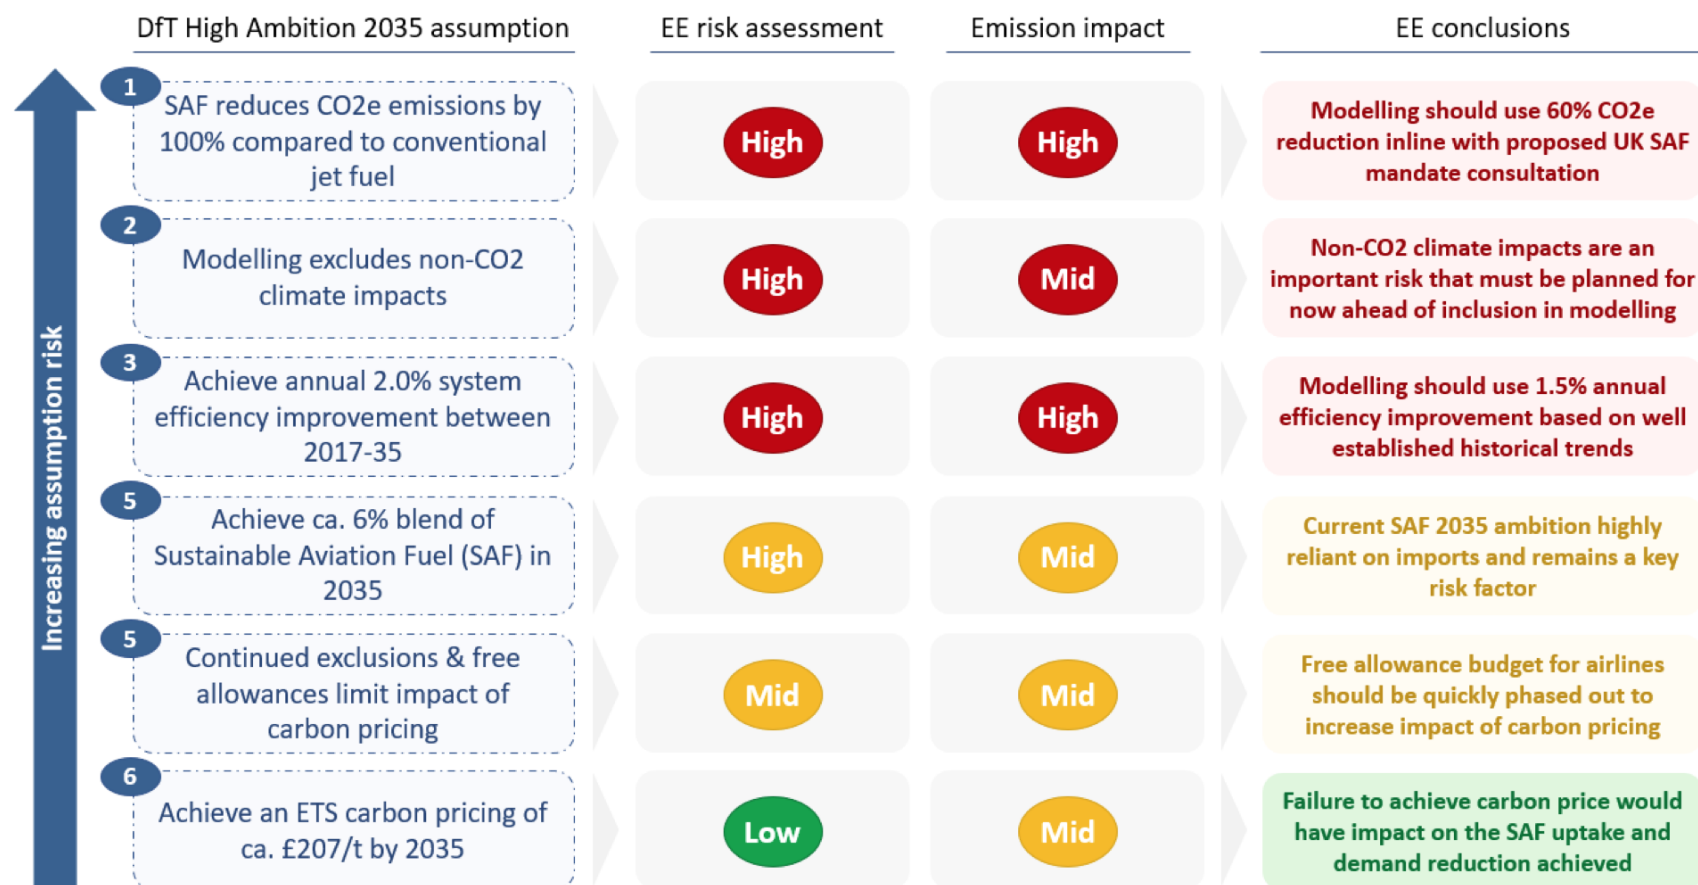 DfT High Ambition 2035 assumption
EE risk assessment
Emission impact
EE conclusions
Increasing assumption risk
1
SAF reduces CO2e emissions by
100% compared to conventional
jet fuel
High
High
Modelling should use 60% CO2e
reduction inline with proposed UK SAF
mandate consultation
2
Modelling excludes non-CO2
climate impacts
High
Mid
Non-CO2 climate impacts are an
important risk that must be planned for
now ahead of inclusion in modelling
3
Achieve annual 2.0% system
efficiency improvement between
2017-35
High
High
Modelling should use 1.5% annual
efficiency improvement based on well
established historical trends
5
Achieve ca. 6% blend of
Sustainable Aviation Fuel (SAF) in
2035
High
Mid
Current SAF 2035 ambition highly
reliant on imports and remains a key
risk factor
5
Continued exclusions & free
allowances limit impact of
carbon pricing
Mid
Mid
Free allowance budget for airlines
should be quickly phased out to
increase impact of carbon pricing
6
Achieve an ETS carbon pricing of
ca. £207/t by 2035
Low
Mid
Failure to achieve carbon price would
have impact on the SAF uptake and
demand reduction achieved